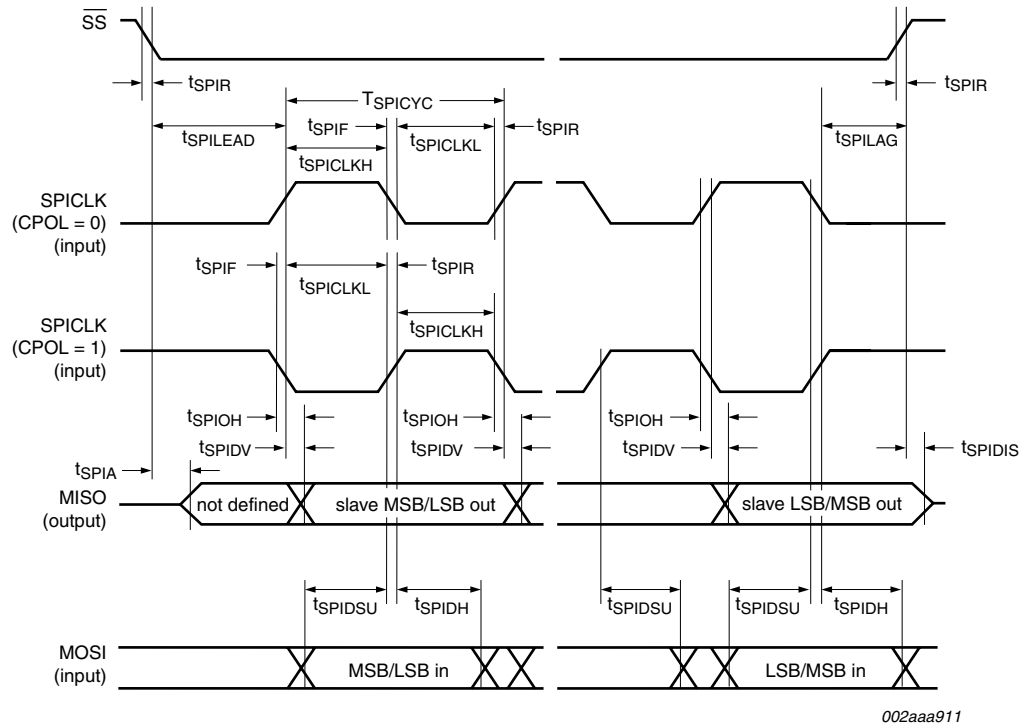 SS
tSPIR
tSPIR
TSPICYC
tSPIF
tSPIR
tSPILEAD
tSPICLKL
tSPILAG
tSPICLKH
SPICLK
(CPOL = 0)
(input)
tSPIF
tSPIR
tSPICLKL
SPICLK
(CPOL = 1)
(input)
tSPICLKH
tSPIOH
tSPIOH
tSPIOH
tSPIDV
tSPIDV
tSPIDV
tSPIDIS
tSPIA
MISO
(output)
not defined
slave MSB/LSB out
slave LSB/MSB out
tSPIDSU
tSPIDH
tSPIDSU
tSPIDSU
tSPIDH
MOSI
(input)
MSB/LSB in
LSB/MSB in
002aaa911